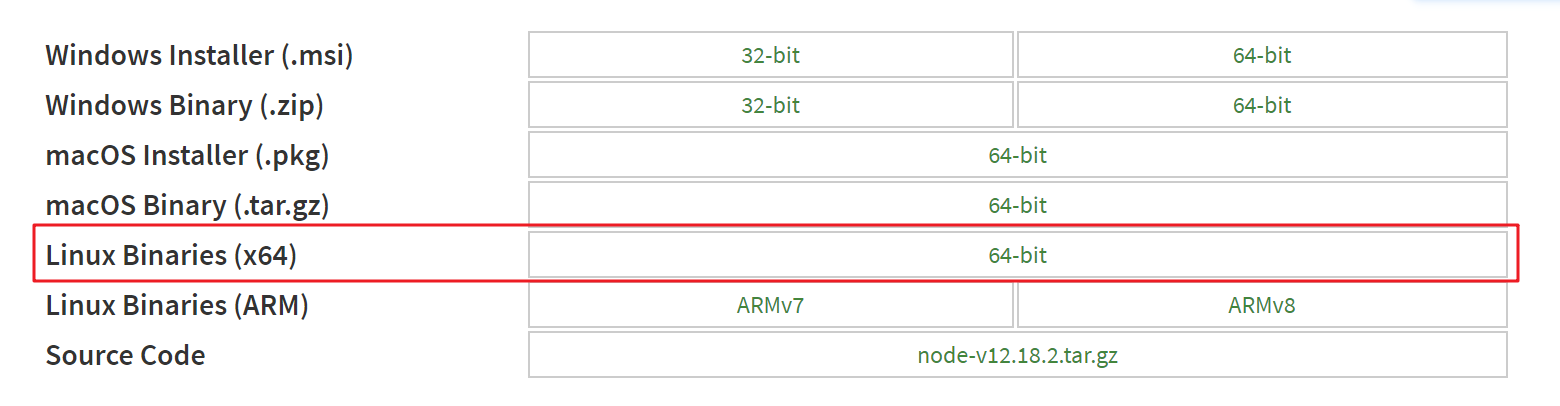 Windows Installer (.msi) 32-bit 64-bit
Windows Binary (.zip) 32-bit 64-bit
macOS Installer (.pkg) 64-bit
macOS Binary (.tar.gz) 64-bit
Linux Binaries (x64) 64-bit
Linux Binaries (ARM) ARMv7 ARMv8
Source Code node-v12.18.2.tar.gz